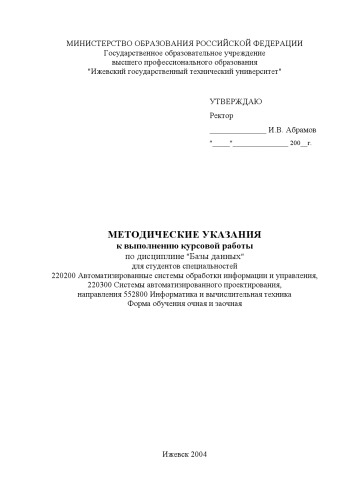 МИНИСТЕРСТВО ОБРАЗОВАНИЯ РОССИЙСКОЙ ФЕДЕРАЦИИ
Государственное образовательное учреждение
высшего профессионального образования
"Ижевский государственный технический университет"
УТВЕРЖДАЮ
Ректор
_______________ И.В. Абрамов
"_____"________________ 200__г.
МЕТОДИЧЕСКИЕ УКАЗАНИЯ
к выполнению курсовой работы
по дисциплине "Базы данных"
для студентов специальностей
220200 Автоматизированные системы обработки информации и управления,
220300 Системы автоматизированного проектирования,
направления 552800 Информатика и вычислительная техника
Форма обучения очная и заочная
Ижевск 2004